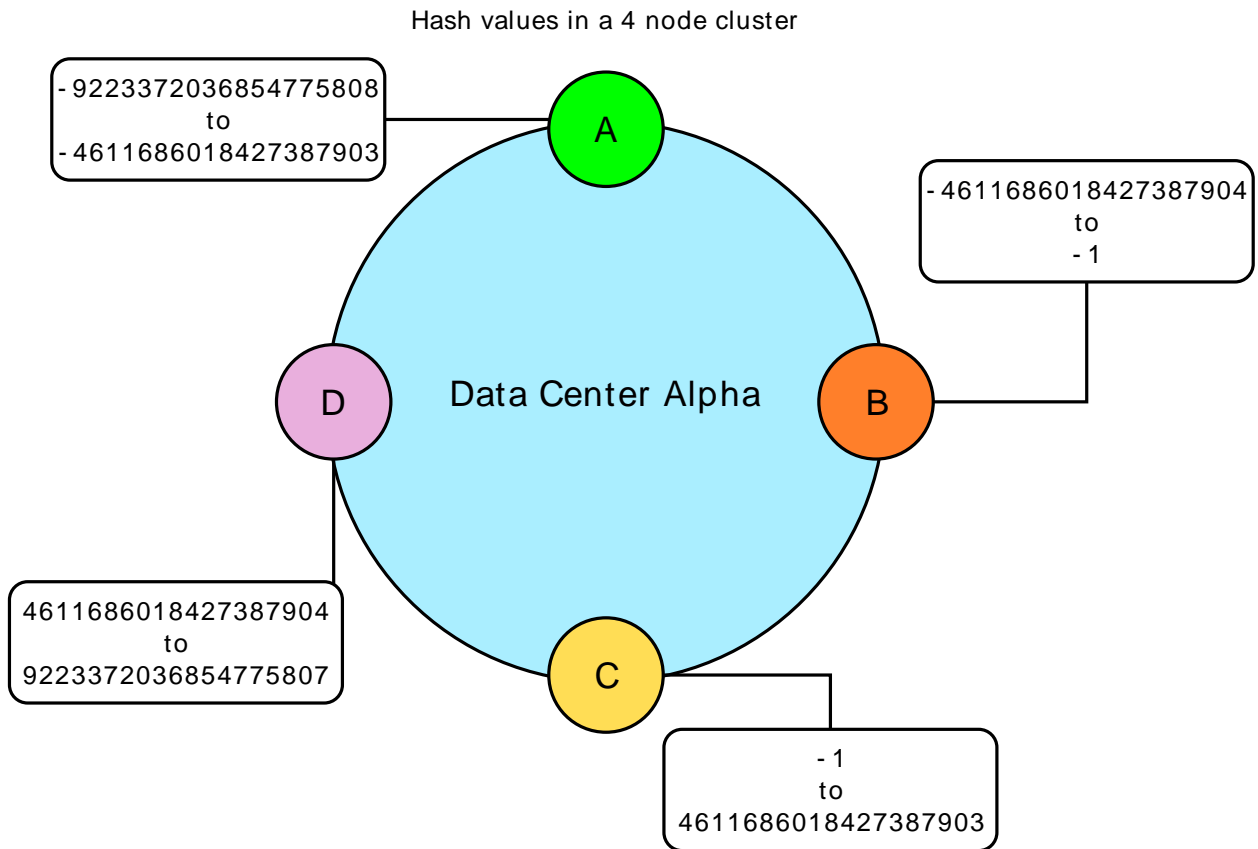 Hash values in a 4 node cluster
-9223372036854775808
to
-4611686018427387903
A
-4611686018427387904
to
-1
D
Data Center Alpha
B
4611686018427387904
to
9223372036854775807
C
-1
to
4611686018427387903